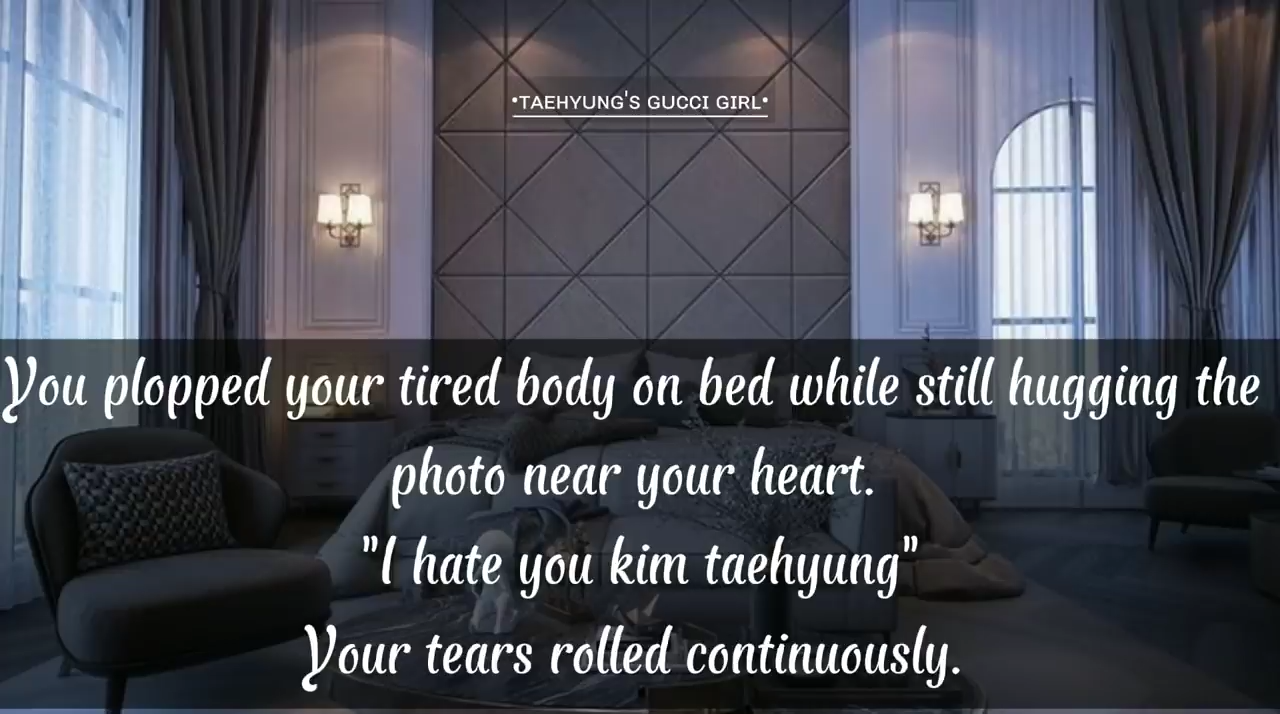 •TAEHYUNG'S GUCCI GIRL•
You plopped your tired body on bed while still hugging the
photo near your heart.
"I hate you kim taehyung"
Your tears rolled continuously.